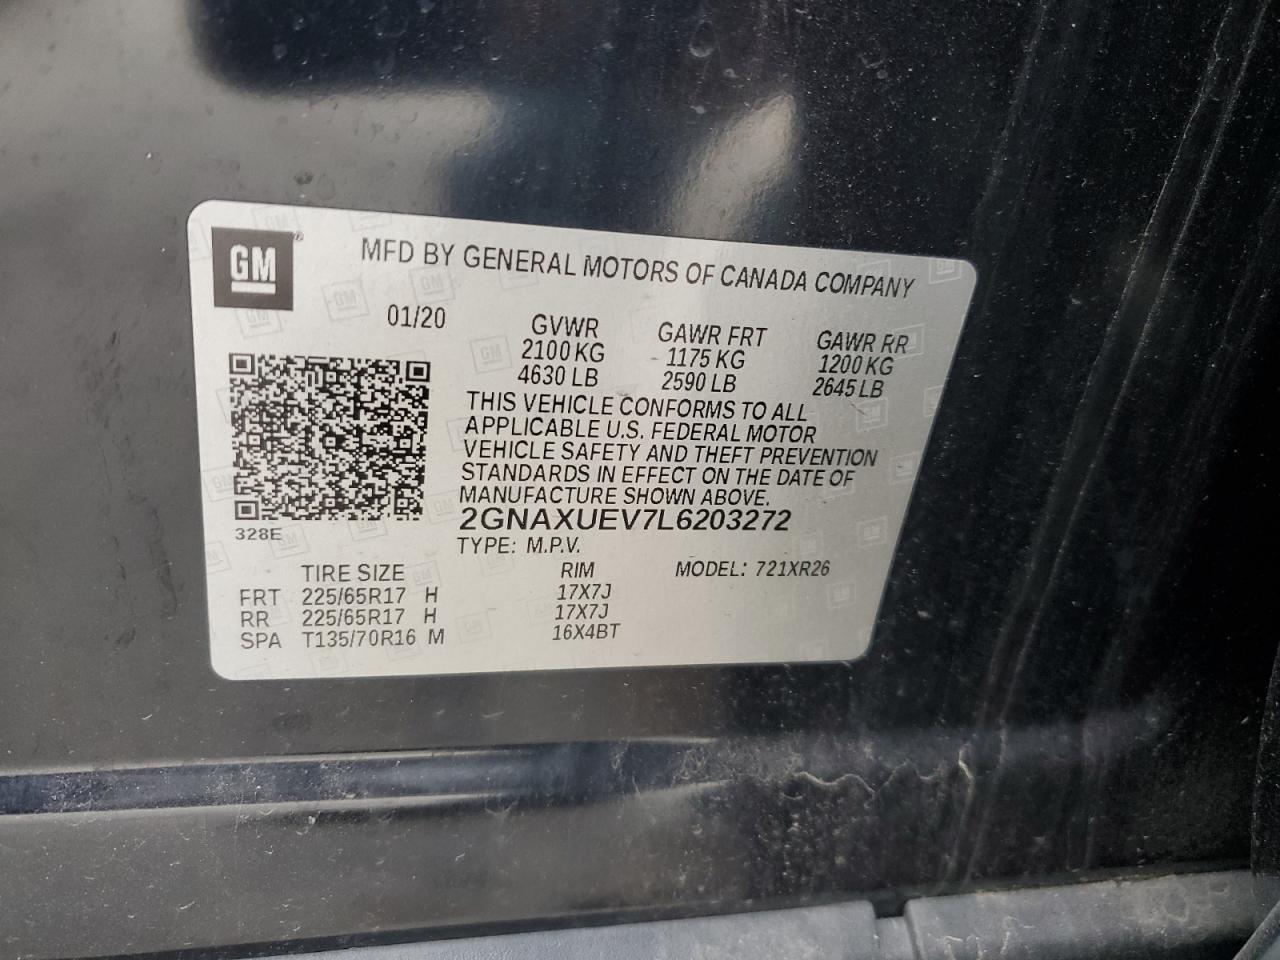 GM ®
MFD BY GENERAL MOTORS OF CANADA COMPANY
01/20
GVWR GAWR FRT GAWR RR
2100 KG 1175 KG 1200 KG
4630 LB 2590 LB 2645 LB
THIS VEHICLE CONFORMS TO ALL
APPLICABLE U.S. FEDERAL MOTOR
VEHICLE SAFETY AND THEFT PREVENTION
STANDARDS IN EFFECT ON THE DATE OF
MANUFACTURE SHOWN ABOVE.
2GNAXUEV7L6203272
328E
TYPE: M.P.V.
TIRE SIZE RIM MODEL: 721XR26
FRT 225/65R17 H 17X7J
RR 225/65R17 H 17X7J
SPA T135/70R16 M 16X4BT